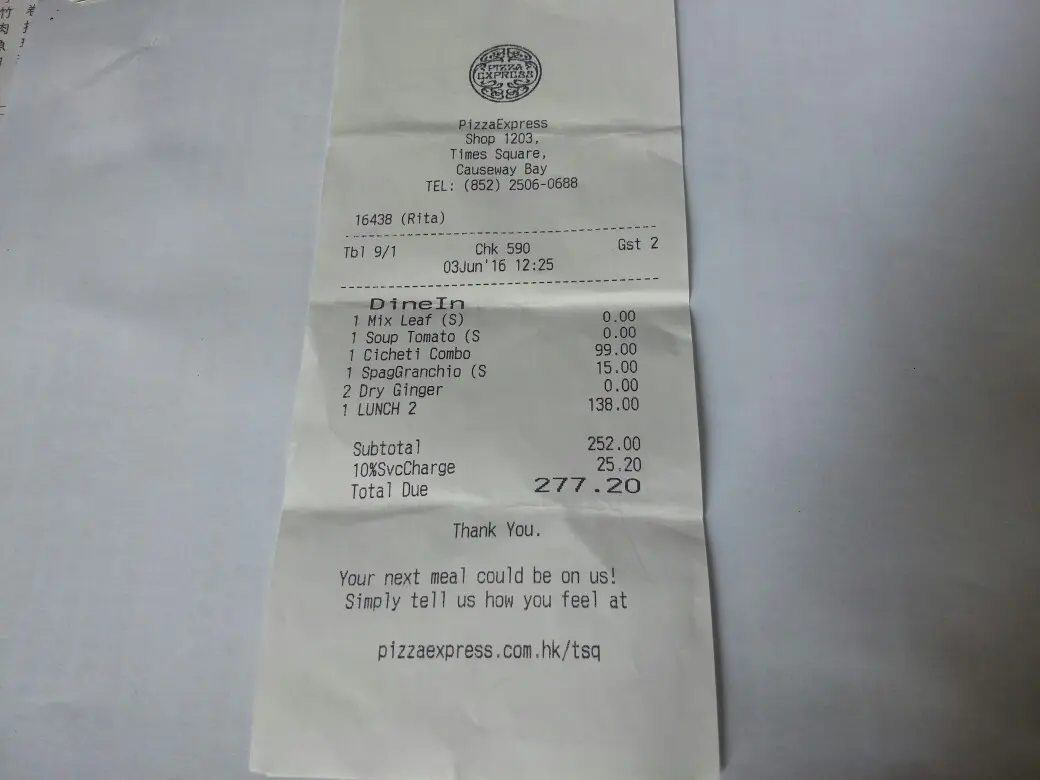 竹
肉
PIZZA
EXPRESS
PizzaExpress
Shop 1203,
Times Square,
Causeway Bay
TEL: (852) 2506-0688
16438 (Rita)
Tbl 9/1 Chk 590 Gst 2
03Jun'16 12:25
DineIn
1 Mix Leaf (S) 0.00
1 Soup Tomato (S 0.00
1 Cicheti Combo 99.00
1 SpagGranchio (S 15.00
2 Dry Ginger 0.00
1 LUNCH 2 138.00
Subtotal 252.00
10%SvcCharge 25.20
Total Due 277.20
Thank You.
Your next meal could be on us!
Simply tell us how you feel at
pizzaexpress.com.hk/tsq